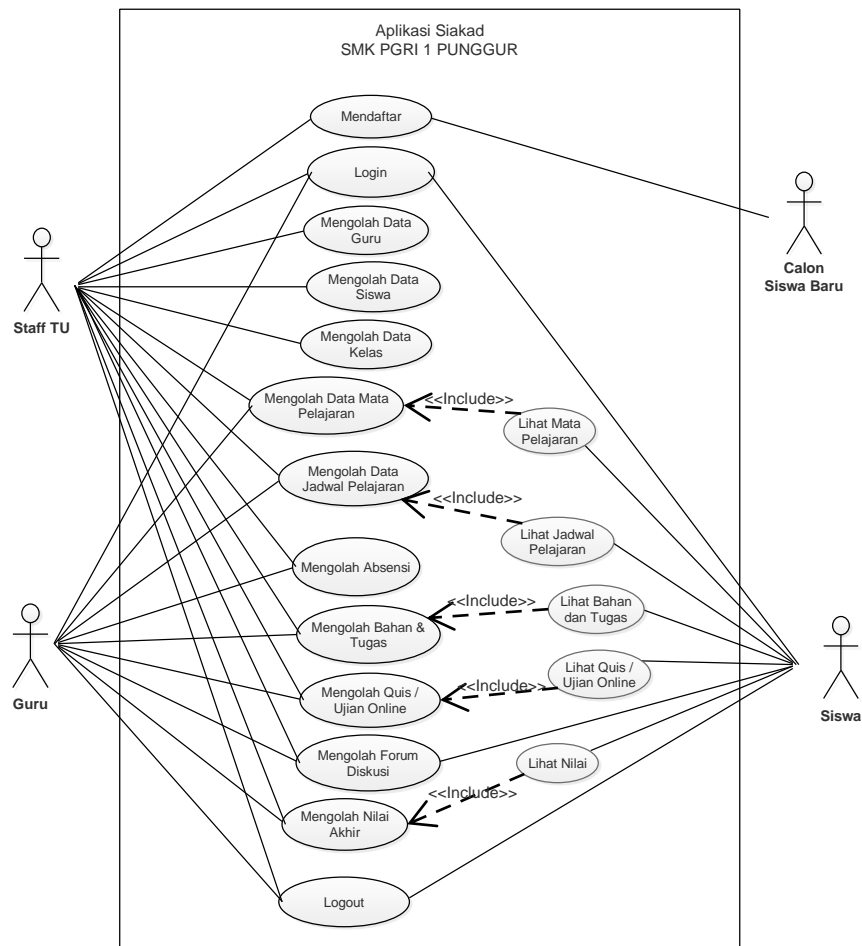 Aplikasi Siakad
SMK PGRI 1 PUNGGUR
Mendaftar
Login
Mengolah Data
Guru
Mengolah Data
Siswa
Mengolah Data
Kelas
Mengolah Data Mata
Pelajaran
Mengolah Data
Jadwal Pelajaran
Mengolah Absensi
Mengolah Bahan &
Tugas
Mengolah Quis /
Ujian Online
Mengolah Forum
Diskusi
Mengolah Nilai
Akhir
Logout
<<Include>>
Lihat Mata
Pelajaran
<<Include>>
Lihat Jadwal
Pelajaran
<<Include>>
Lihat Bahan
dan Tugas
<<Include>>
Lihat Quis /
Ujian Online
<<Include>>
Lihat Nilai
Staff TU
Guru
Calon
Siswa Baru
Siswa